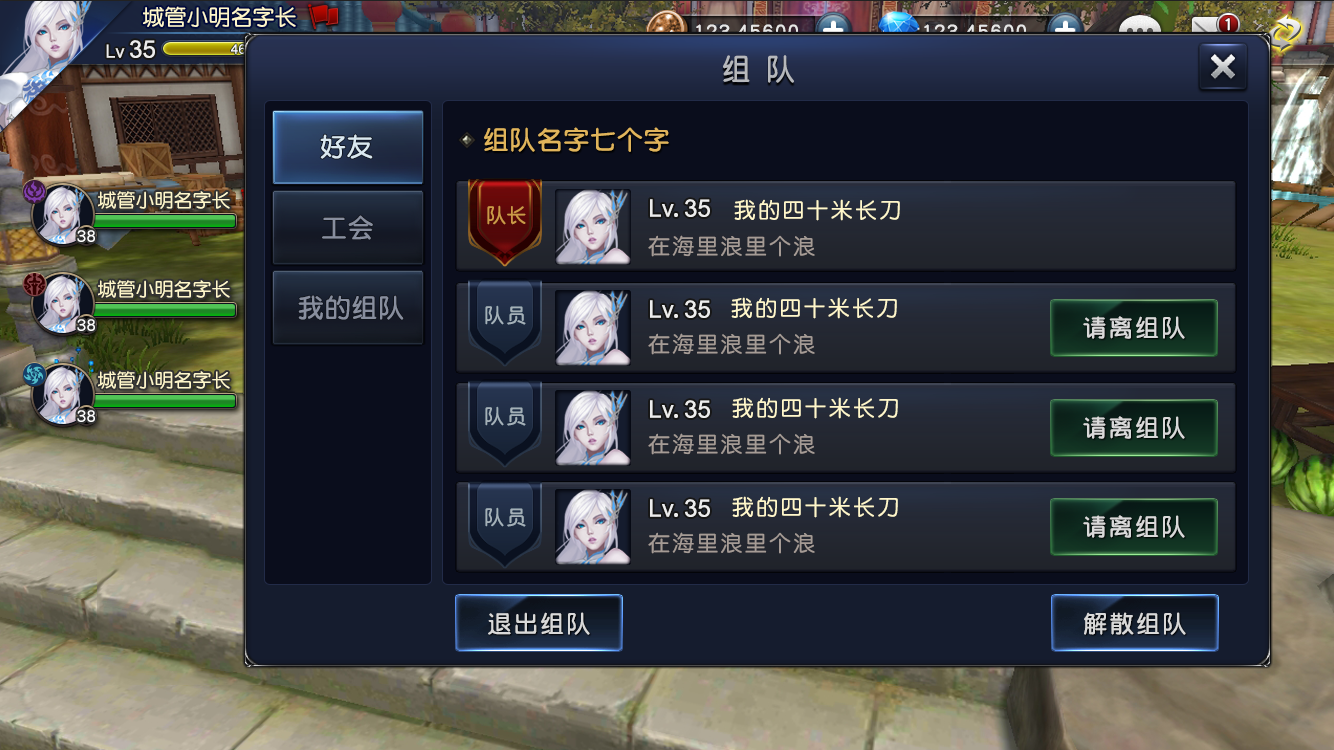 城管小明名字长
Lv 35
46
123,45600
123,45600
1
组 队
城管小明名字长
38
城管小明名字长
38
城管小明名字长
38
好友
工会
我的组队
组队名字七个字
队长
Lv.35 我的四十米长刀
在海里浪里个浪
队员
Lv.35 我的四十米长刀
在海里浪里个浪
请离组队
队员
Lv.35 我的四十米长刀
在海里浪里个浪
请离组队
队员
Lv.35 我的四十米长刀
在海里浪里个浪
请离组队
退出组队
解散组队